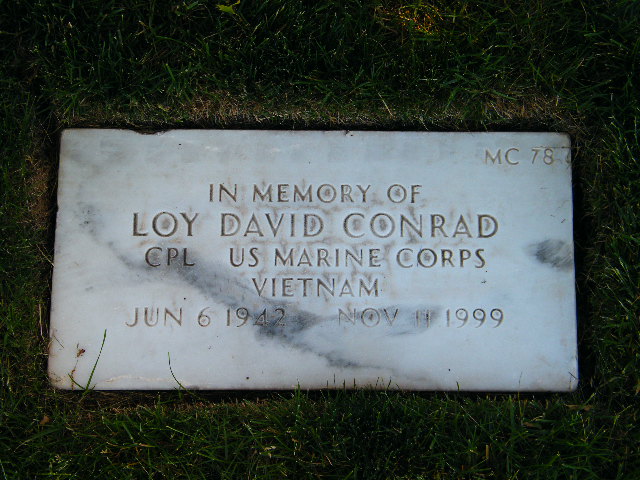 MC 78
IN MEMORY OF
LOY DAVID CONRAD
CPL US MARINE CORPS
VIETNAM
JUN 6 1942 NOV 11 1999